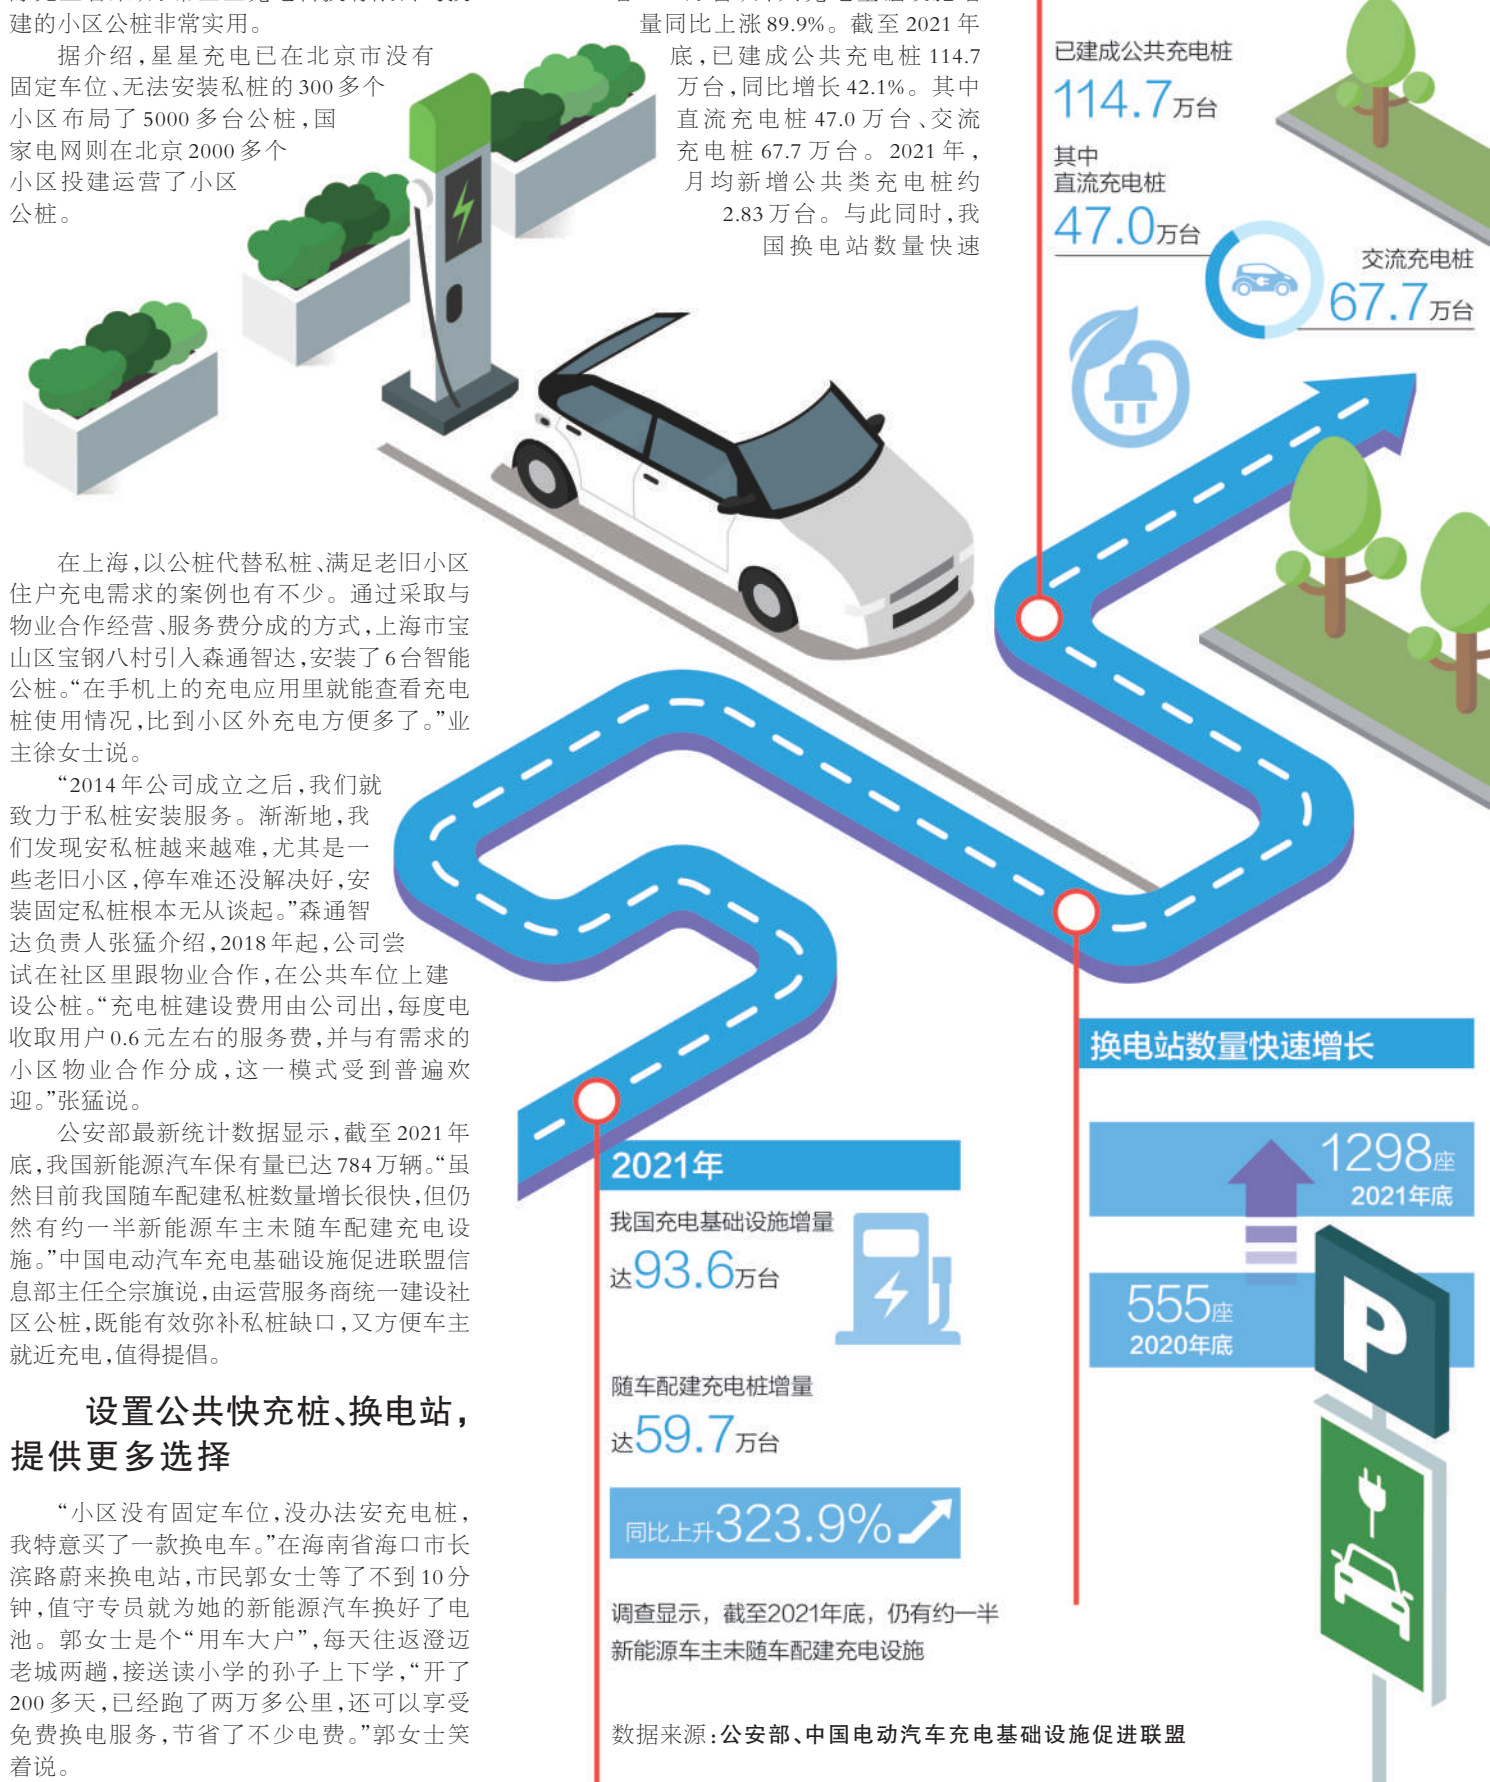 建的小区公桩非常实用。
据介绍,星星充电已在北京市没有
固定车位、无法安装私桩的300多个
小区布局了5000多台公桩,国
家电网则在北京2000多个
小区投建运营了小区
公桩。
在上海,以公桩代替私桩、满足老旧小区
住户充电需求的案例也有不少。通过采取与
物业合作经营、服务费分成的方式,上海市宝
山区宝钢八村引入森通智达,安装了6台智能
公桩。“在手机上的充电应用里就能查看充电
桩使用情况,比到小区外充电方便多了。”业
主徐女士说。
“2014年公司成立之后,我们就
致力于私桩安装服务。渐渐地,我
们发现安私桩越来越难,尤其是一
些老旧小区,停车难还没解决好,安
装固定私桩根本无从谈起。”森通智
达负责人张猛介绍,2018年起,公司尝
试在社区里跟物业合作,在公共车位上建
设公桩。“充电桩建设费用由公司出,每度电
收取用户0.6元左右的服务费,并与有需求的
小区物业合作分成,这一模式受到普遍欢
迎。”张猛说。
公安部最新统计数据显示,截至2021年
底,我国新能源汽车保有量已达784万辆。“虽
然目前我国随车配建私桩数量增长很快,但仍
然有约一半新能源车主未随车配建充电设
施。”中国电动汽车充电基础设施促进联盟信
息部主任仝宗旗说,由运营服务商统一建设社
区公桩,既能有效弥补私桩缺口,又方便车主
就近充电,值得提倡。
设置公共快充桩、换电站,
提供更多选择
“小区没有固定车位,没办法安充电桩,
我特意买了一款换电车。”在海南省海口市长
滨路蔚来换电站,市民郭女士等了不到10分
钟,值守专员就为她的新能源汽车换好了电
池。郭女士是个“用车大户”,每天往返澄迈
老城两趟,接送读小学的孙子上下学,“开了
200多天,已经跑了两万多公里,还可以享受
免费换电服务,节省了不少电费。”郭女士笑
着说。
量同比上涨89.9%。截至2021年
底,已建成公共充电桩114.7
万台,同比增长42.1%。其中
直流充电桩47.0万台、交流
充电桩67.7万台。2021年,
月均新增公共类充电桩约
2.83万台。与此同时,我
国换电站数量快速
已建成公共充电桩
114.7万台
其中
直流充电桩
47.0万台
交流充电桩
67.7万台
换电站数量快速增长
1298座
2021年底
555座
2020年底
P
2021年
我国充电基础设施增量
达93.6万台
随车配建充电桩增量
达59.7万台
同比上升323.9%
调查显示，截至2021年底，仍有约一半
新能源车主未随车配建充电设施
数据来源:公安部、中国电动汽车充电基础设施促进联盟